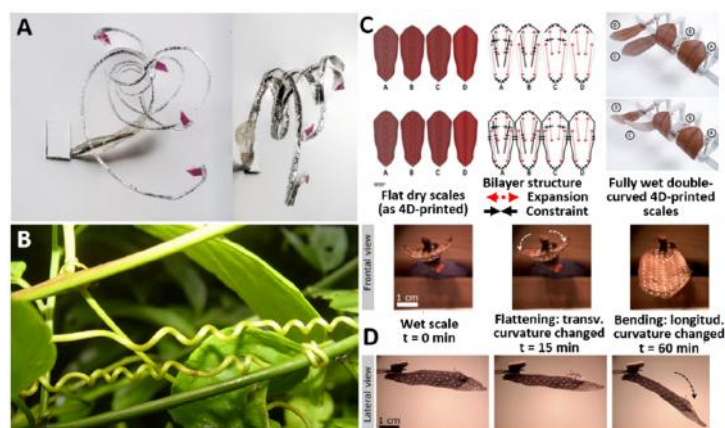 A
B
C
A B C D
A B C D
A B C D
A B C D
Flat dry scales
(as 4D-printed)
Bilayer structure
Expansion
Constraint
Fully wet double-
curved 4D-printed
scales
Frontal view
1 cm
Wet scale
t = 0 min
Flattening: transv.
curvature changed
t = 15 min
Bending: longitud.
curvature changed
t = 60 min
D
Lateral view
1 cm